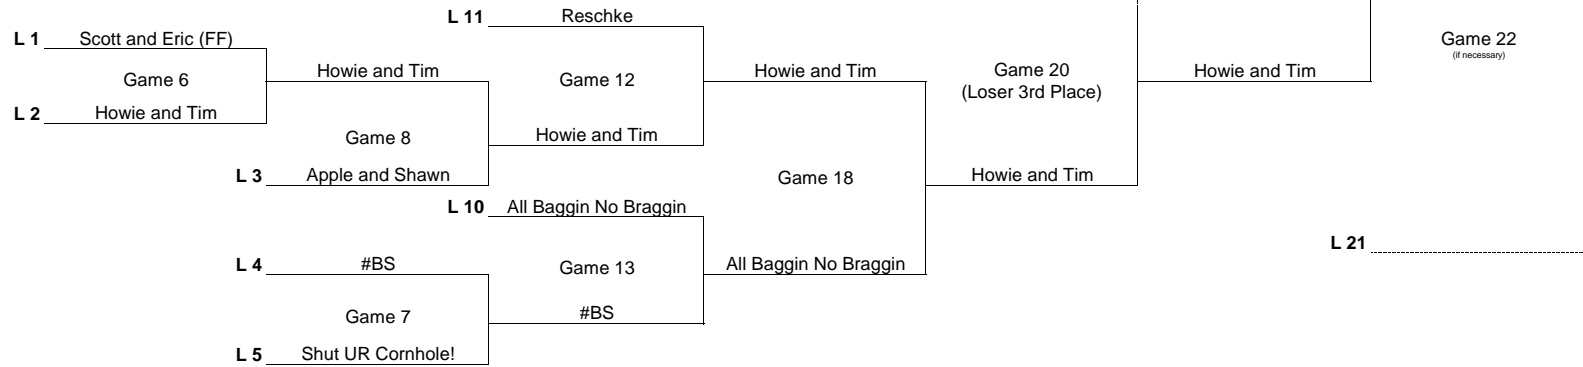 L 11 Reschke
L 1 Scott and Eric (FF)
Game 6
L 2 Howie and Tim
Howie and Tim
Game 8
L 3 Apple and Shawn
Game 12
Howie and Tim
Howie and Tim
L 10 All Baggin No Braggin
L 4 #BS
Game 7
L 5 Shut UR Cornhole!
Game 13
#BS
All Baggin No Braggin
Game 18
Howie and Tim
Game 20
(Loser 3rd Place)
Howie and Tim
Game 22
(if necessary)
L 21